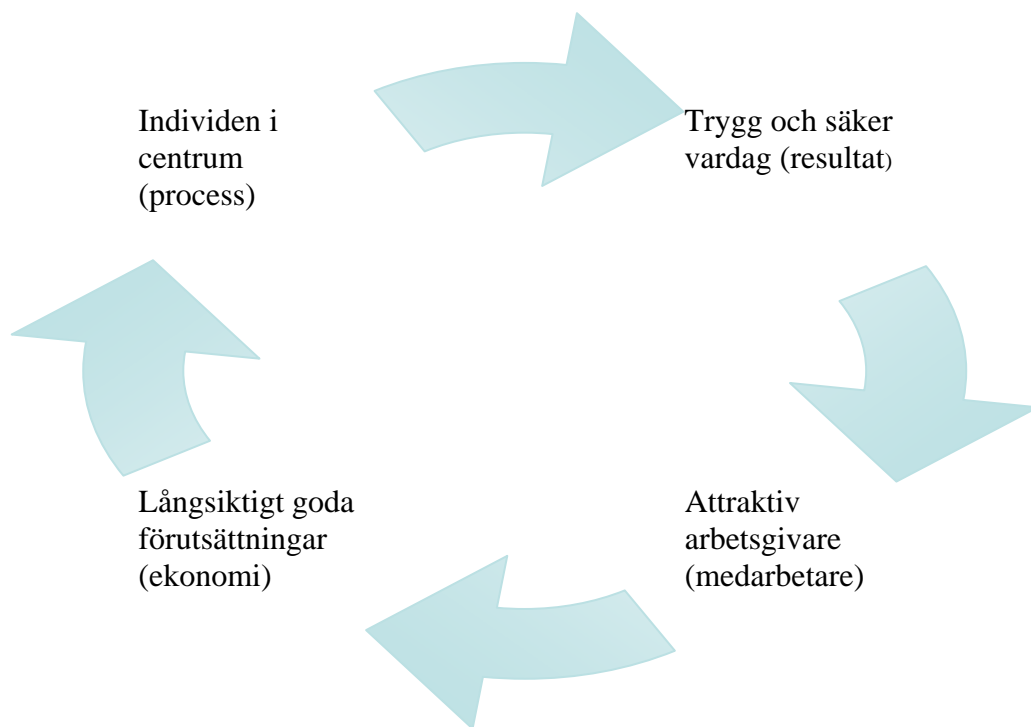 Individen i
centrum
(process)
Trygg och säker
vardag (resultat)
Attraktiv
arbetsgivare
(medarbetare)
Långsiktigt goda
förutsättningar
(ekonomi)